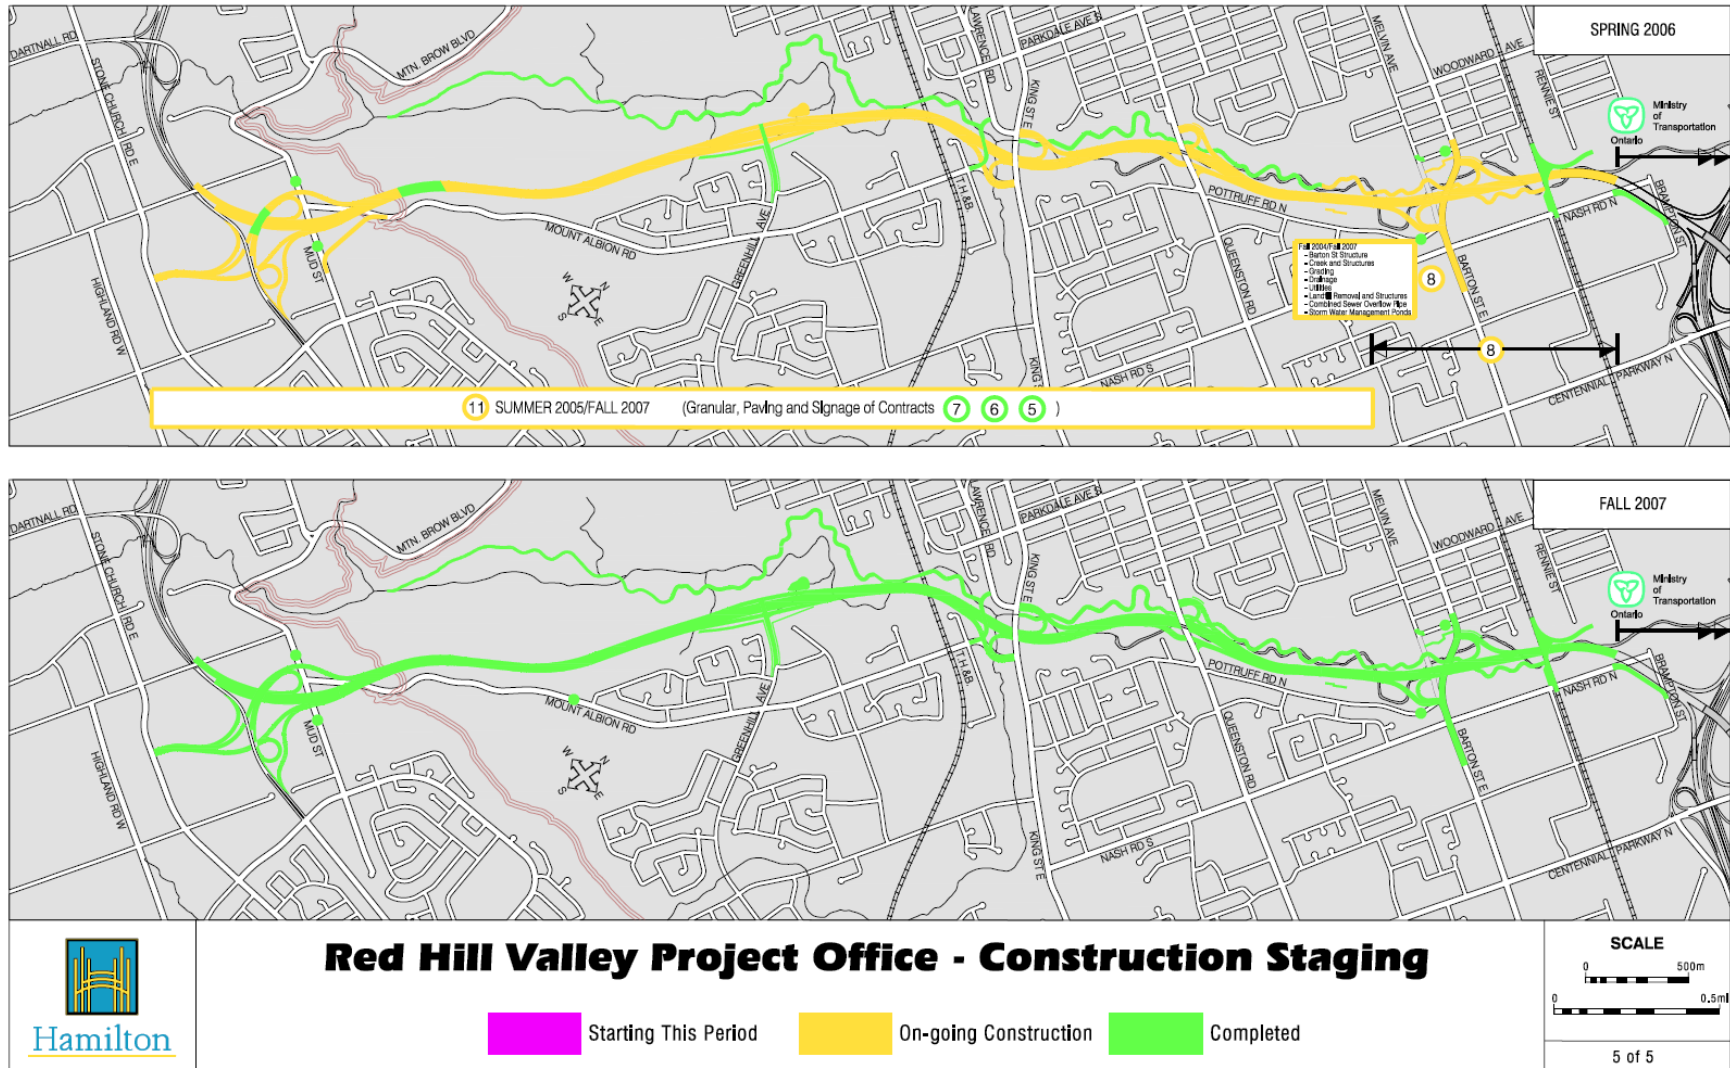 SPRING 2006
DARTNALL RD
STONE CHURCH RD E
MTN. BROW BLVD
LAWRENCE RD
PARKDALE AVE S
KING ST E
MELVIN AVE
WOODWARD AVE
RENNIE ST
Ministry
of
Transportation
Ontario
HIGHLAND RD W
MUD ST
MOUNT ALBION RD
GREENHILL AVE
T.H.&B.
W N
S E
POTTRUFF RD N
QUEENSTON RD
NASH RD N
BRAMPTON ST
BARTON ST E
Fall 2004/Fall 2007
- Barton St Structure
- Creek and Structures
- Grading
- Drainage
- Utilities
- Landfill Removal and Structures
- Combined Sewer Overflow Pipe
- Storm Water Management Ponds
8
8
KING ST E
NASH RD S
CENTENNIAL PARKWAY N
11 SUMMER 2005/FALL 2007 (Granular, Paving and Signage of Contracts 7 6 5 )
FALL 2007
DARTNALL RD
STONE CHURCH RD E
MTN. BROW BLVD
LAWRENCE RD
PARKDALE AVE S
KING ST E
MELVIN AVE
WOODWARD AVE
RENNIE ST
Ministry
of
Transportation
Ontario
HIGHLAND RD W
MUD ST
MOUNT ALBION RD
GREENHILL AVE
T.H.&B.
W N
S E
POTTRUFF RD N
QUEENSTON RD
NASH RD N
BRAMPTON ST
BARTON ST E
KING ST E
NASH RD S
CENTENNIAL PARKWAY N
Hamilton
Red Hill Valley Project Office - Construction Staging
Starting This Period
On-going Construction
Completed
SCALE
0 500m
0 0.5mi
5 of 5